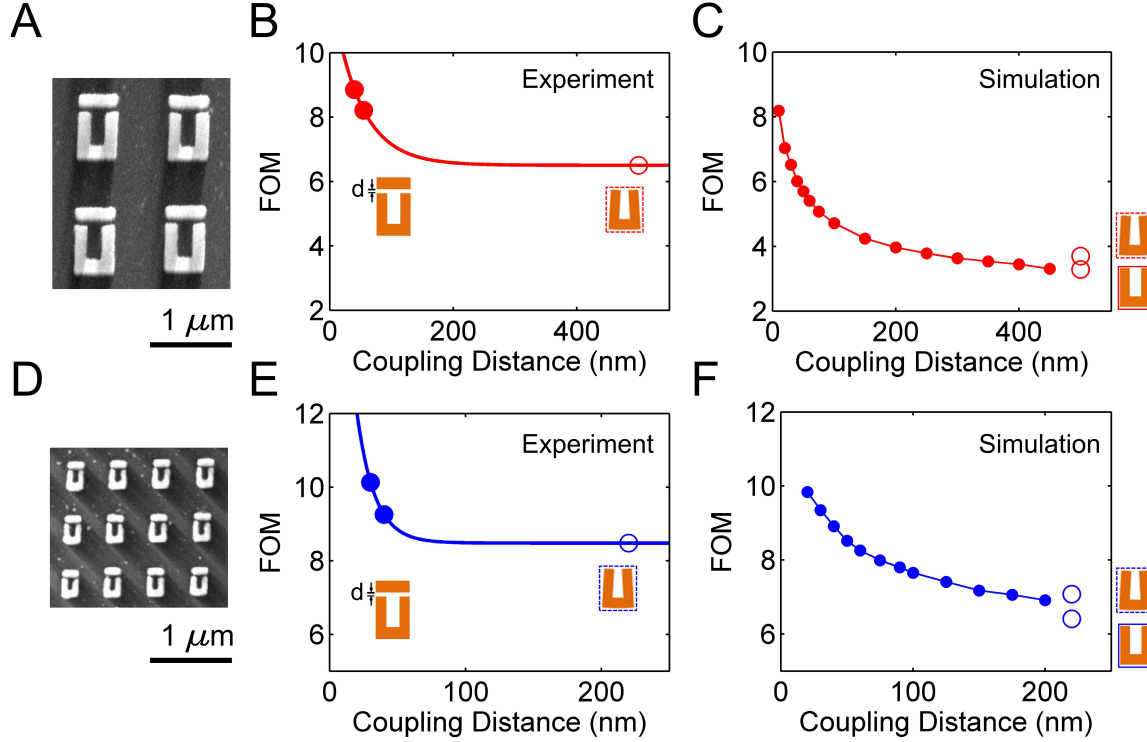 A
1 μm
B
10
8
6
4
2
FOM
Experiment
d
0
200
400
Coupling Distance (nm)
C
10
8
6
4
2
FOM
Simulation
0
200
400
Coupling Distance (nm)
D
1 μm
E
12
10
8
6
FOM
Experiment
d
0
100
200
Coupling Distance (nm)
F
12
10
8
6
FOM
Simulation
0
100
200
Coupling Distance (nm)